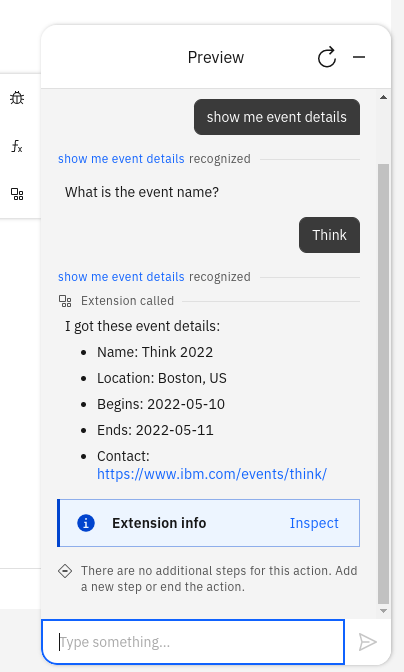 Preview
show me event details
show me event details recognized
What is the event name?
Think
show me event details recognized
Extension called
I got these event details:
Name: Think 2022
Location: Boston, US
Begins: 2022-05-10
Ends: 2022-05-11
Contact:
https://www.ibm.com/events/think/
Extension info Inspect
There are no additional steps for this action. Add
a new step or end the action.
Type something...